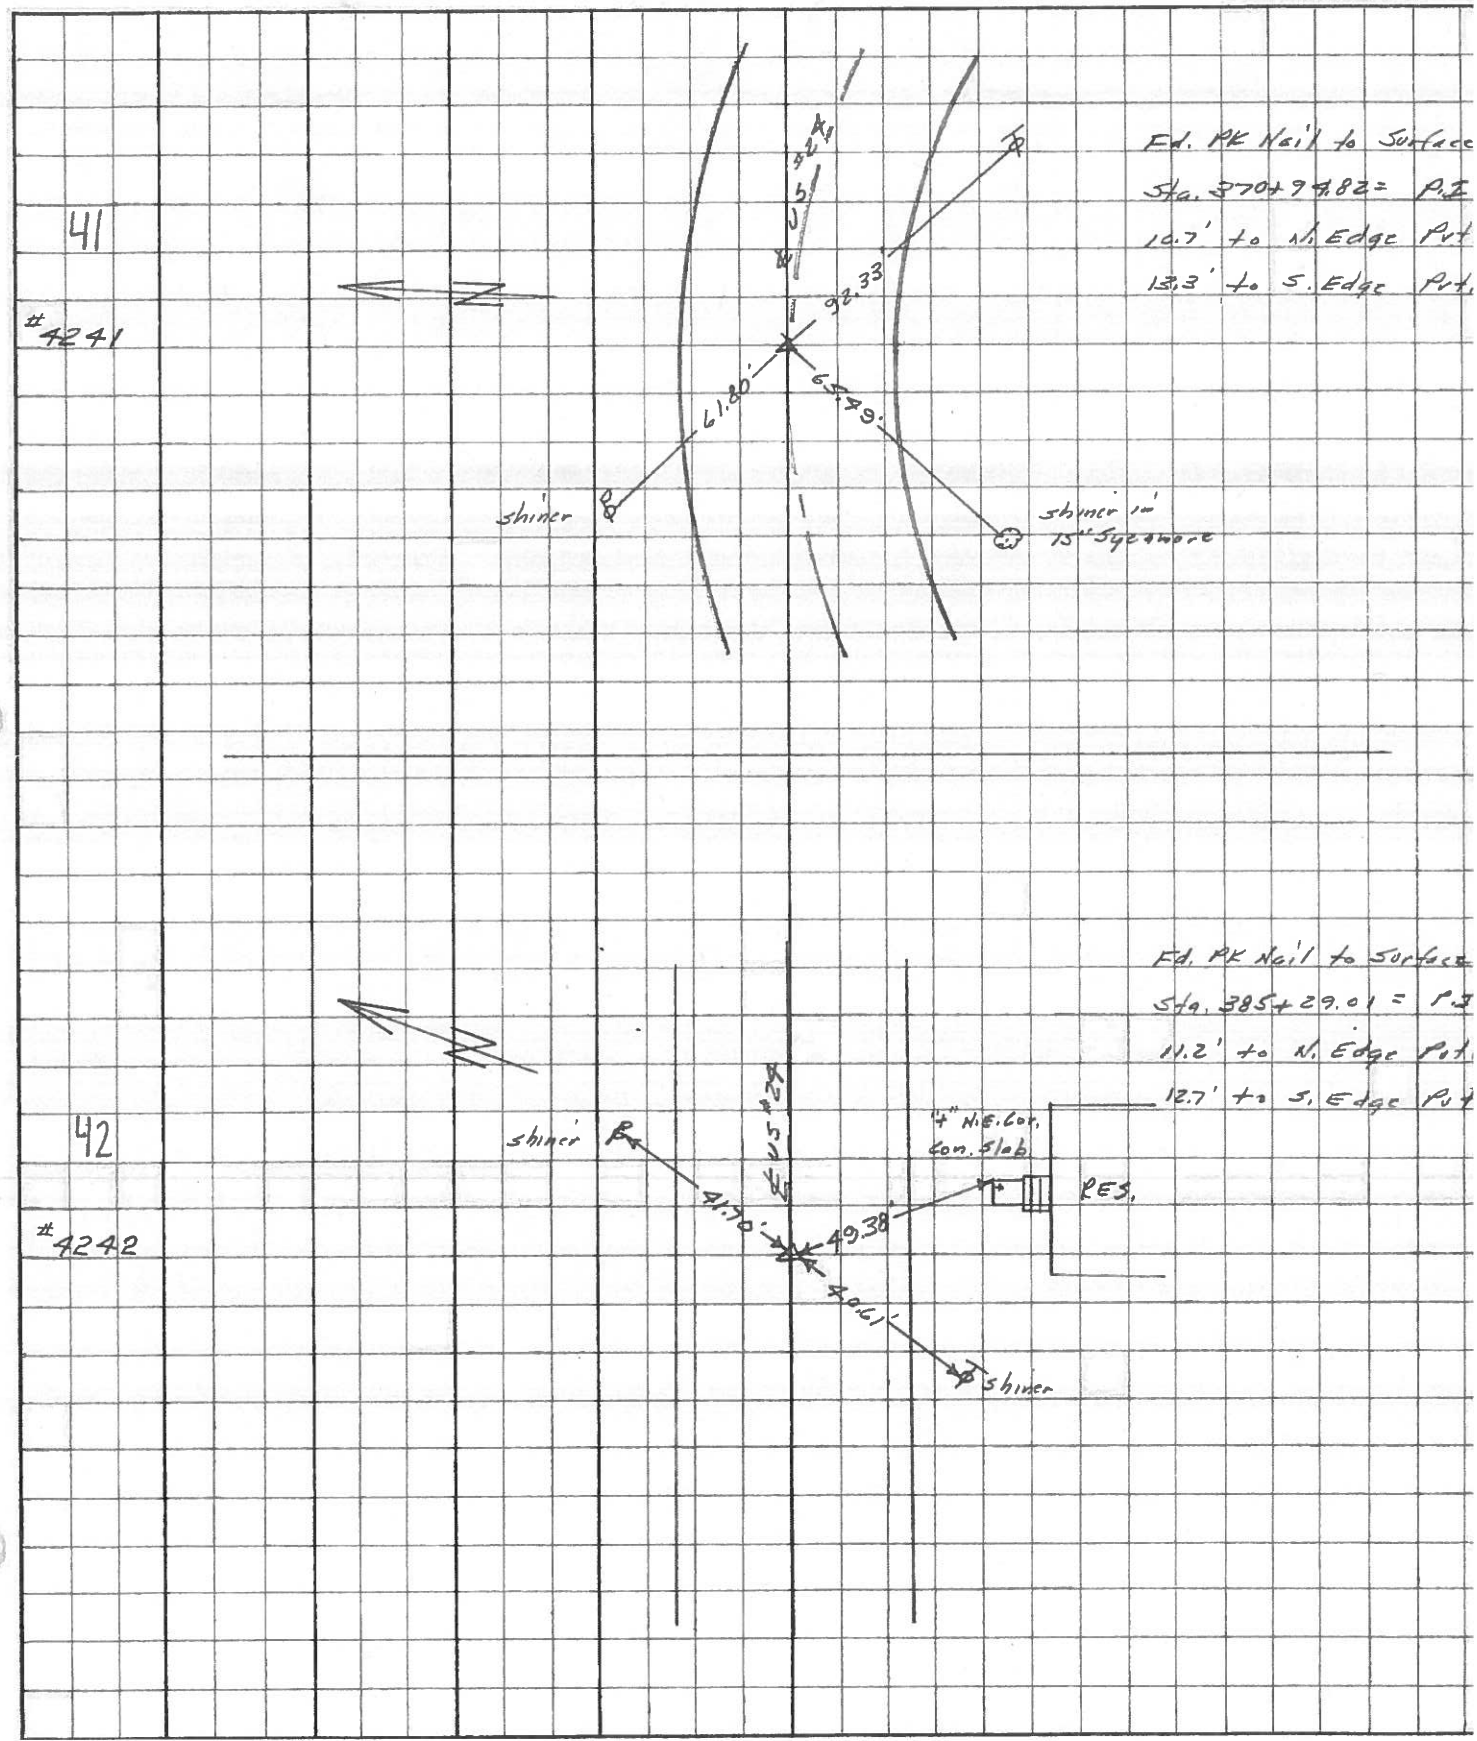 Fd. PK Nail to Surface
Sta. 370+94.82= P.I
10.7' to N. Edge Pvt
13.3' to S. Edge Pvt.
41
#4241
92.33'
61.80'
65.49'
shiner
shiner in
15" Sycamore
Fd. PK Nail to Surface
Sta. 385+29.01 = P.I
11.2' to N. Edge Pvt.
12.7' to S. Edge Pvt
42
#4242
℄ US #24
shiner
"+" N.E. Cor.
Con. Slab
RES.
41.70'
49.38'
40.61'
shiner